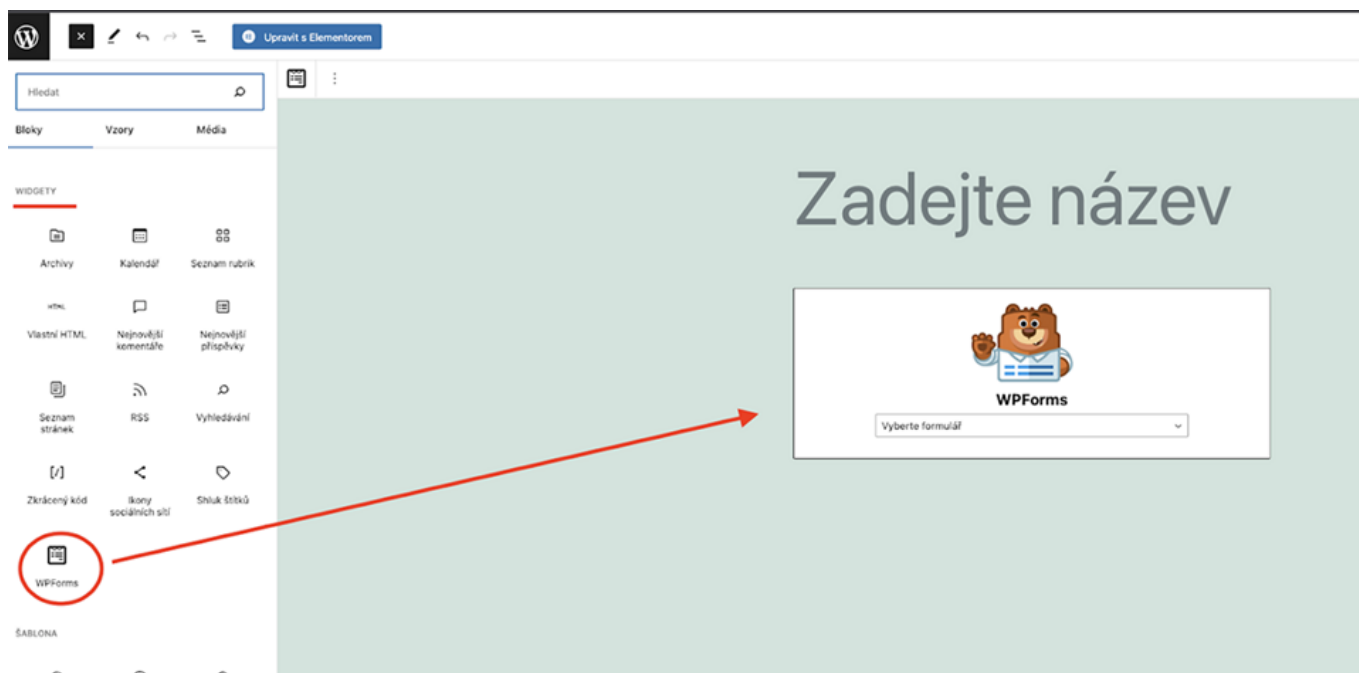 Upravit s Elementorem
Hledat
Bloky Vzory Média
WIDGETY
Archivy Kalendář Seznam rubrik
HTML
Vlastní HTML Nejnovější komentáře Nejnovější příspěvky
Seznam stránek RSS Vyhledávání
[/]
Zkrácený kód Ikony sociálních sítí Shluk štítků
WPForms
ŠABLONA
Zadejte název
WPForms
Vyberte formulář